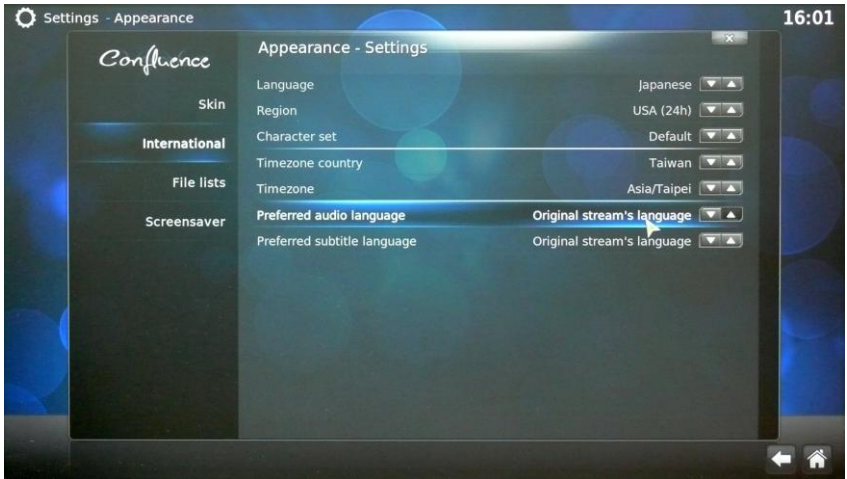 Settings - Appearance
16:01
Confluence
Skin
International
File lists
Screensaver
Appearance - Settings
Language Japanese
Region USA (24h)
Character set Default
Timezone country Taiwan
Timezone Asia/Taipei
Preferred audio language Original stream's language
Preferred subtitle language Original stream's language